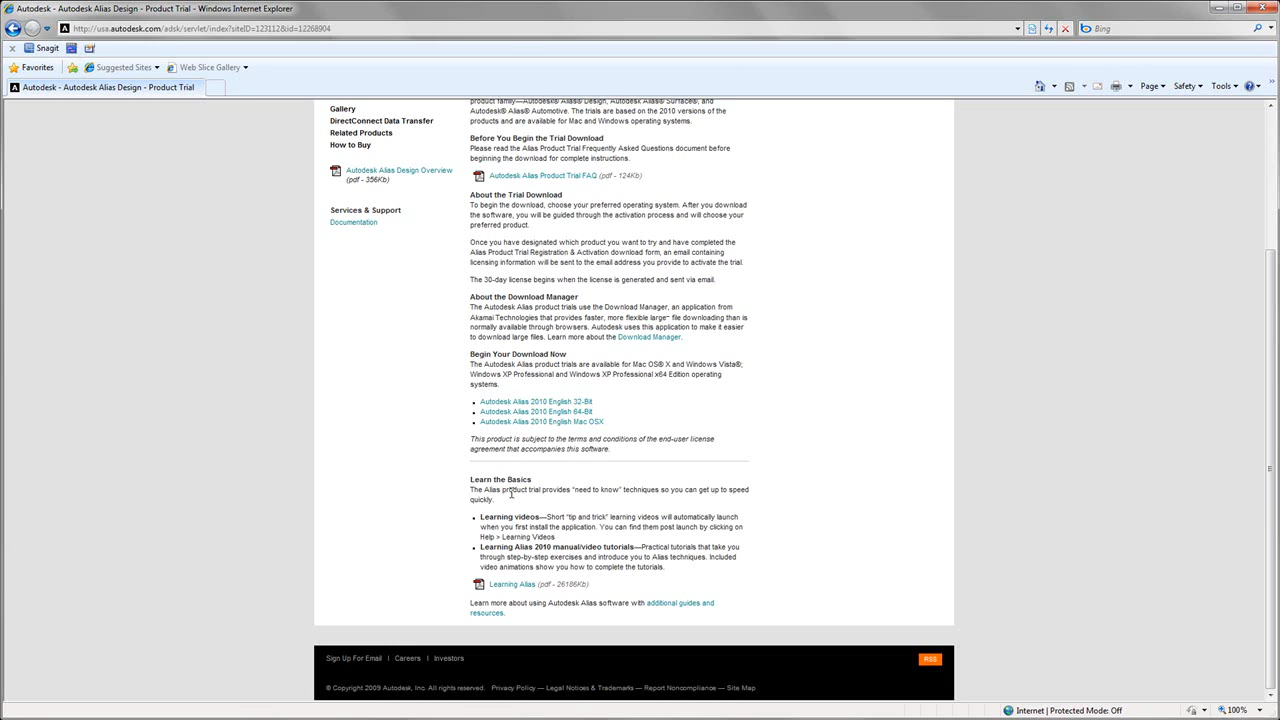 Autodesk - Autodesk Alias Design - Product Trial - Windows Internet Explorer
http://usa.autodesk.com/adsk/servlet/index?siteID=123112&id=12268904
Bing
Snagit
Favorites
Suggested Sites
Web Slice Gallery
Autodesk - Autodesk Alias Design - Product Trial
Page
Safety
Tools
Gallery
DirectConnect Data Transfer
Related Products
How to Buy
Autodesk Alias Design Overview
(pdf - 356Kb)
Services & Support
Documentation
product family—Autodesk® Alias® Design, Autodesk Alias® Surface®, and
Autodesk® Alias® Automotive. The trials are based on the 2010 versions of the
products and are available for Mac and Windows operating systems.
Before You Begin the Trial Download
Please read the Alias Product Trial Frequently Asked Questions document before
beginning the download for complete instructions.
Autodesk Alias Product Trial FAQ (pdf - 124Kb)
About the Trial Download
To begin the download, choose your preferred operating system. After you download
the software, you will be guided through the activation process and will choose your
preferred product.
Once you have designated which product you want to try and have completed the
Alias Product Trial Registration & Activation download form, an email containing
licensing information will be sent to the email address you provide to activate the trial.
The 30-day license begins when the license is generated and sent via email.
About the Download Manager
The Autodesk Alias product trials use the Download Manager, an application from
Akamai Technologies that provides faster, more flexible large- file downloading than is
normally available through browsers. Autodesk uses this application to make it easier
to download large files. Learn more about the Download Manager.
Begin Your Download Now
The Autodesk Alias product trials are available for Mac OS® X and Windows Vista®;
Windows XP Professional and Windows XP Professional x64 Edition operating
systems.
Autodesk Alias 2010 English 32-Bit
Autodesk Alias 2010 English 64-Bit
Autodesk Alias 2010 English Mac OSX
This product is subject to the terms and conditions of the end-user license
agreement that accompanies this software.
Learn the Basics
The Alias product trial provides "need to know" techniques so you can get up to speed
quickly.
Learning videos—Short "tip and trick" learning videos will automatically launch
when you first install the application. You can find them post launch by clicking on
Help > Learning Videos
Learning Alias 2010 manual/video tutorials—Practical tutorials that take you
through step-by-step exercises and introduce you to Alias techniques. Included
video animations show you how to complete the tutorials.
Learning Alias (pdf - 26186Kb)
Learn more about using Autodesk Alias software with additional guides and
resources.
Sign Up For Email | Careers | Investors
RSS
© Copyright 2009 Autodesk, Inc. All rights reserved. Privacy Policy — Legal Notices & Trademarks — Report Noncompliance — Site Map
Internet | Protected Mode: Off
100%